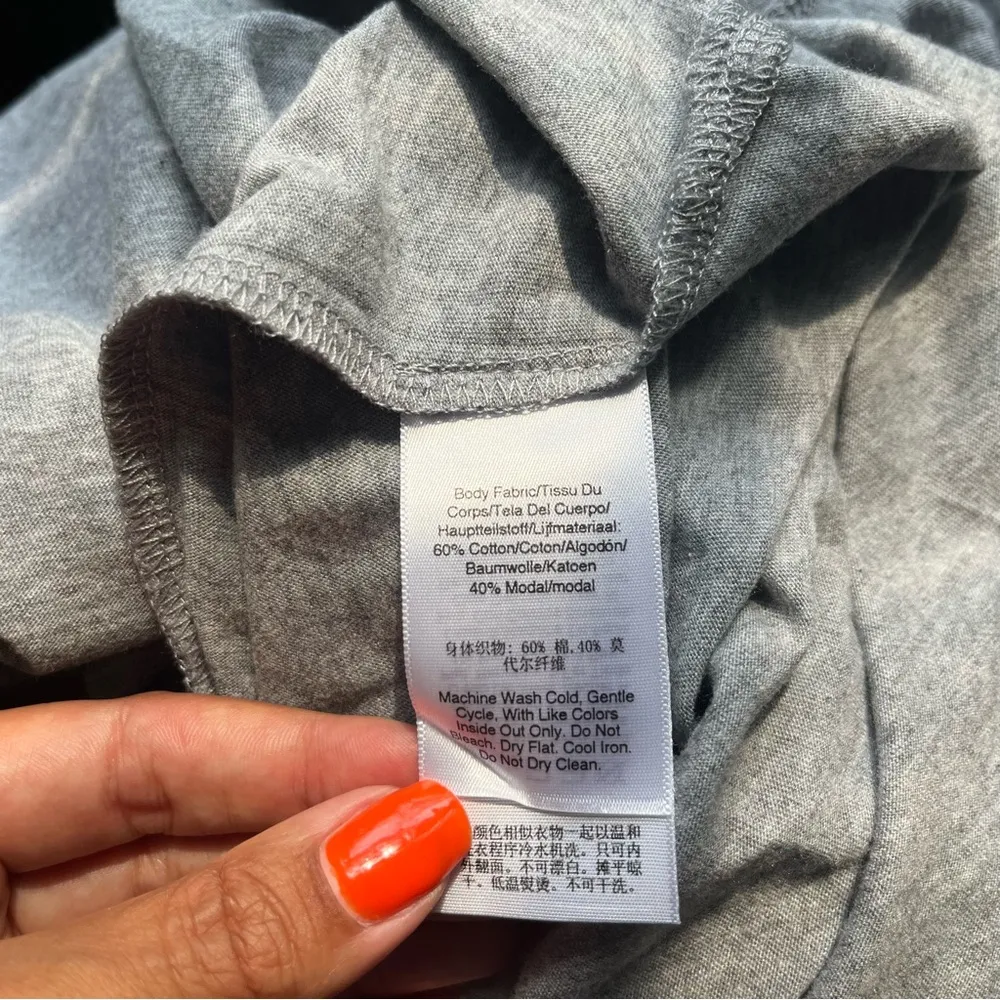 Body Fabric/Tissu Du
Corps/Tela Del Cuerpo/
Hauptteilstoff/Lijfmateriaal:
60% Cotton/Coton/Algodón/
Baumwolle/Katoen
40% Modal/modal
身体织物: 60% 棉,40% 莫
代尔纤维
Machine Wash Cold, Gentle
Cycle, With Like Colors
Inside Out Only. Do Not
Bleach. Dry Flat. Cool Iron.
Do Not Dry Clean.
颜色相似衣物一起以温和
衣程序冷水机洗。只可内
翻面。不可漂白。摊平晾
干。低温熨烫。不可干洗。